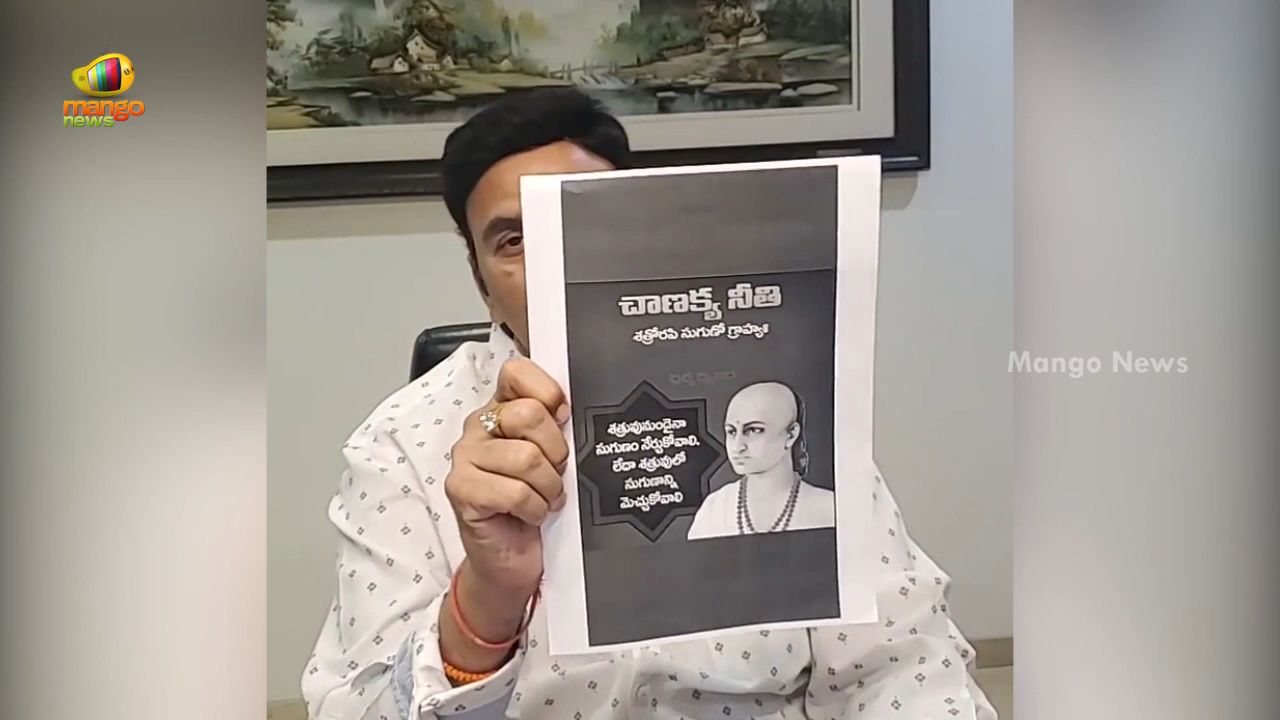 mango
news
చాణక్య నీతి
శత్రోరపి సుగుణో గ్రాహ్యః
శత్రువునుండైనా
సుగుణం నేర్చుకోవాలి.
లేదా శత్రువులో
సుగుణాన్ని
మెచ్చుకోవాలి
Mango News